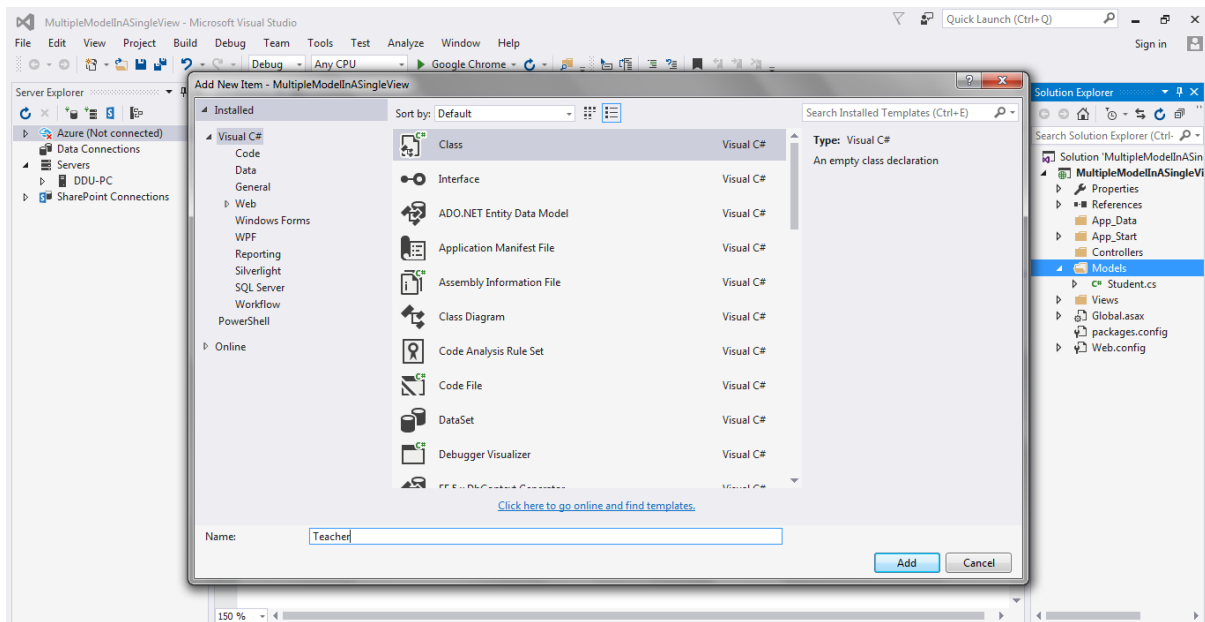 MultipleModelInASingleView - Microsoft Visual Studio
Quick Launch (Ctrl+Q)
File Edit View Project Build Debug Team Tools Test Analyze Window Help
Sign in
Debug Any CPU Google Chrome
Server Explorer
Azure (Not connected)
Data Connections
Servers
DDU-PC
SharePoint Connections
Add New Item - MultipleModelInASingleView
Installed
Visual C#
Code
Data
General
Web
Windows Forms
WPF
Reporting
Silverlight
SQL Server
Workflow
PowerShell
Online
Sort by: Default
Search Installed Templates (Ctrl+E)
Class Visual C#
Interface Visual C#
ADO.NET Entity Data Model Visual C#
Application Manifest File Visual C#
Assembly Information File Visual C#
Class Diagram Visual C#
Code Analysis Rule Set Visual C#
Code File Visual C#
DataSet Visual C#
Debugger Visualizer Visual C#
Type: Visual C#
An empty class declaration
Click here to go online and find templates.
Name: Teacher
Add Cancel
150 %
Solution Explorer
Search Solution Explorer (Ctrl-
Solution 'MultipleModelInASin
MultipleModelInASingleVi
Properties
References
App_Data
App_Start
Controllers
Models
C# Student.cs
Views
Global.asax
packages.config
Web.config